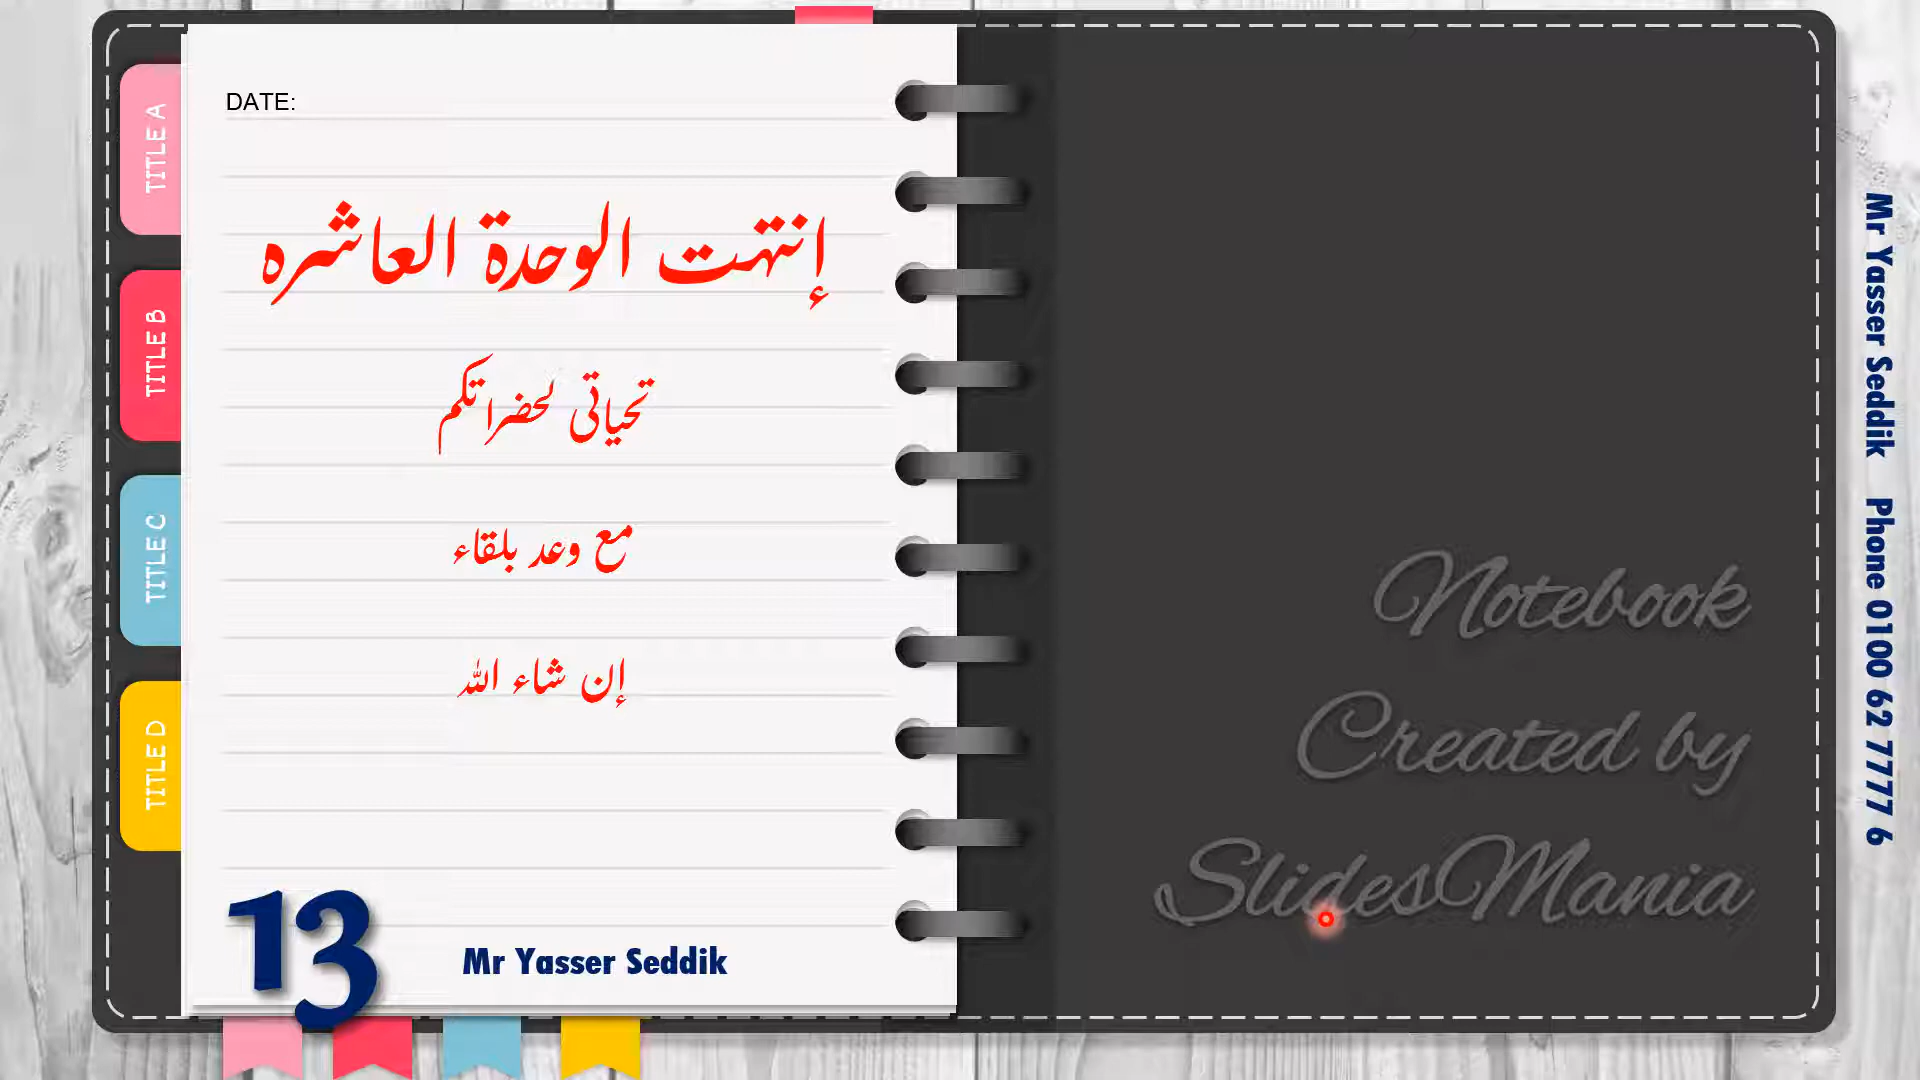 DATE:
إنتهت الوحدة العاشره
تحياتى لحضراتكم
مع وعد بلقاء
إن شاء الله
13
Mr Yasser Seddik
TITLE A
TITLE B
TITLE C
TITLE D
Notebook
Created by
SlidesMania
Mr Yasser Seddik Phone 0100 62 7777 6